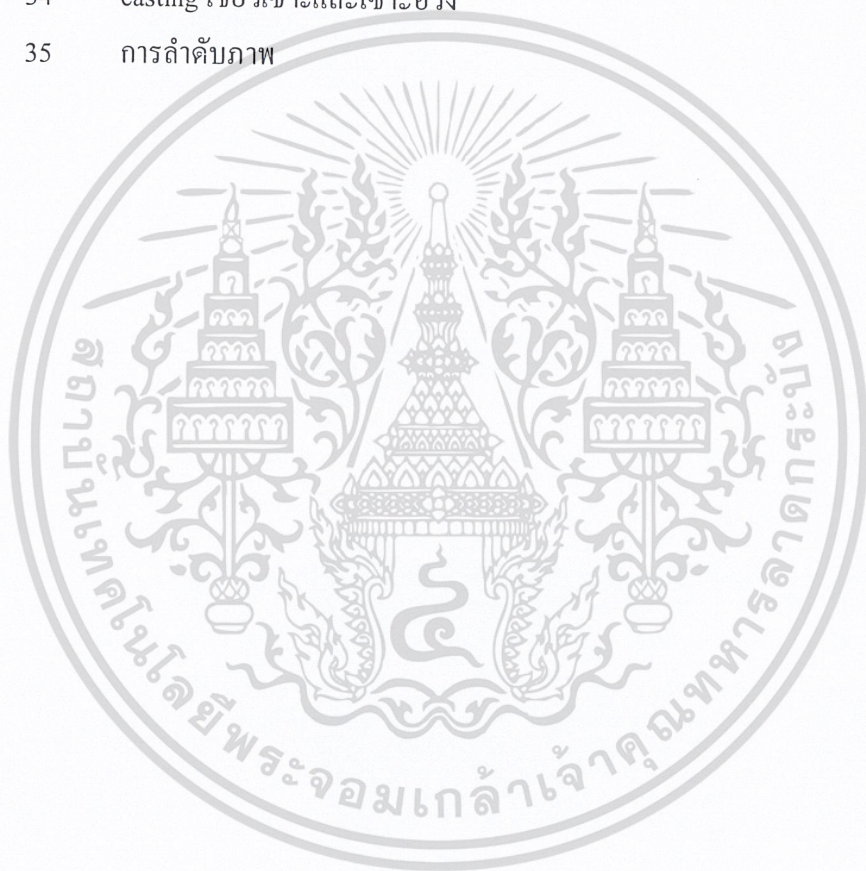 35 การลำดับภาพ
สถาบันเทคโนโลยีพระจอมเกล้าเจ้าคุณทหารลาดกระบัง
๔